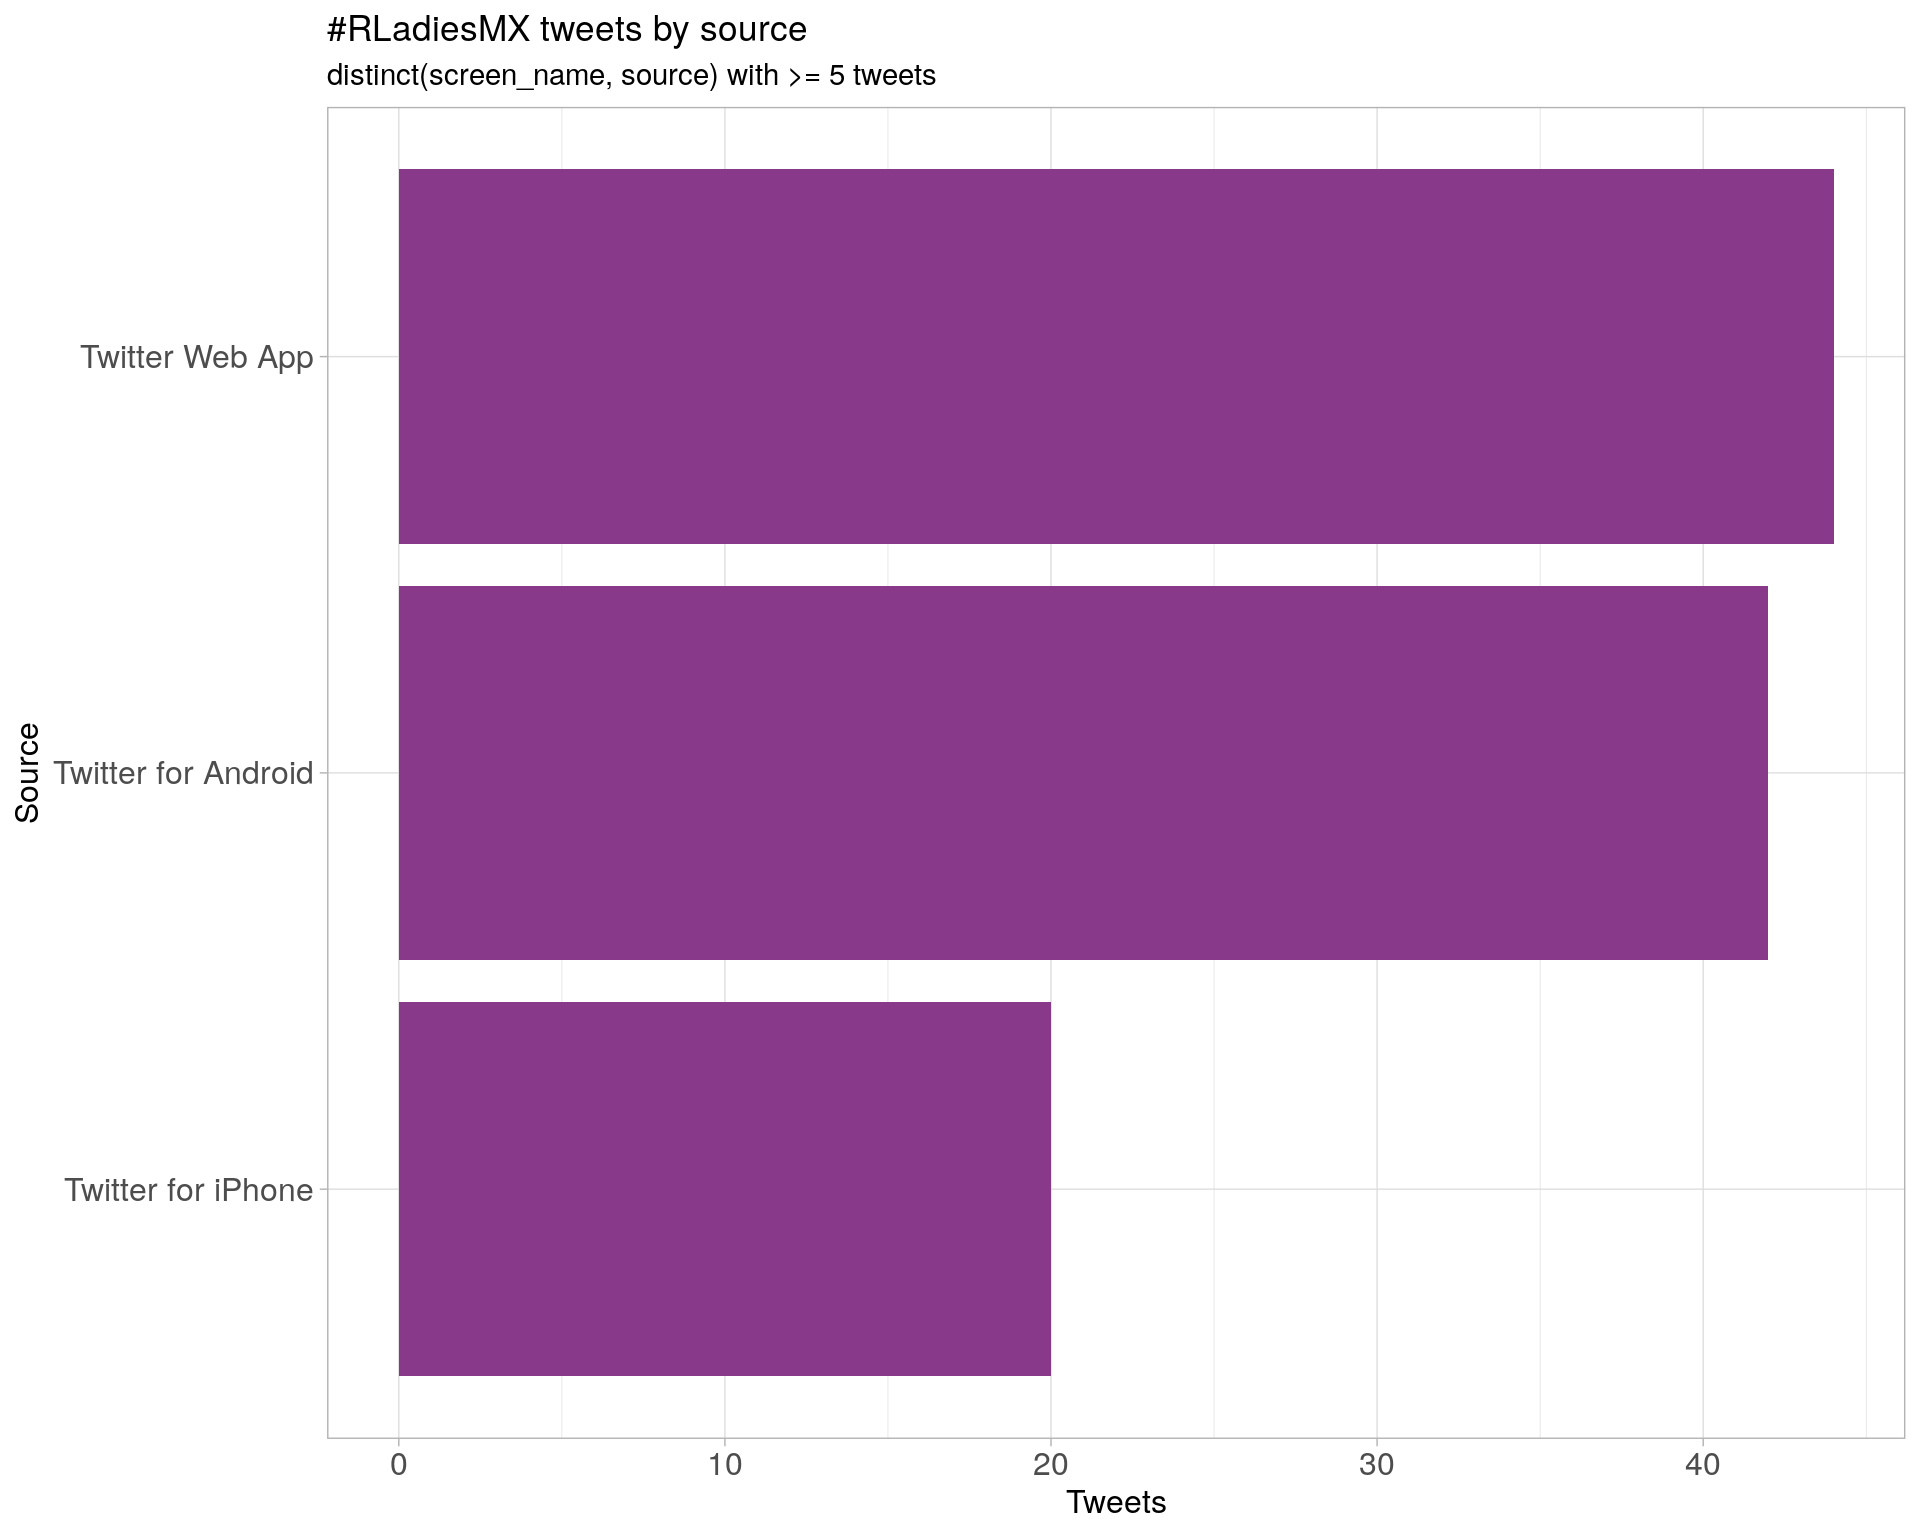 #RLadiesMX tweets by source
distinct(screen_name, source) with >= 5 tweets
Source
Twitter Web App
Twitter for Android
Twitter for iPhone
0 10 20 30 40
Tweets